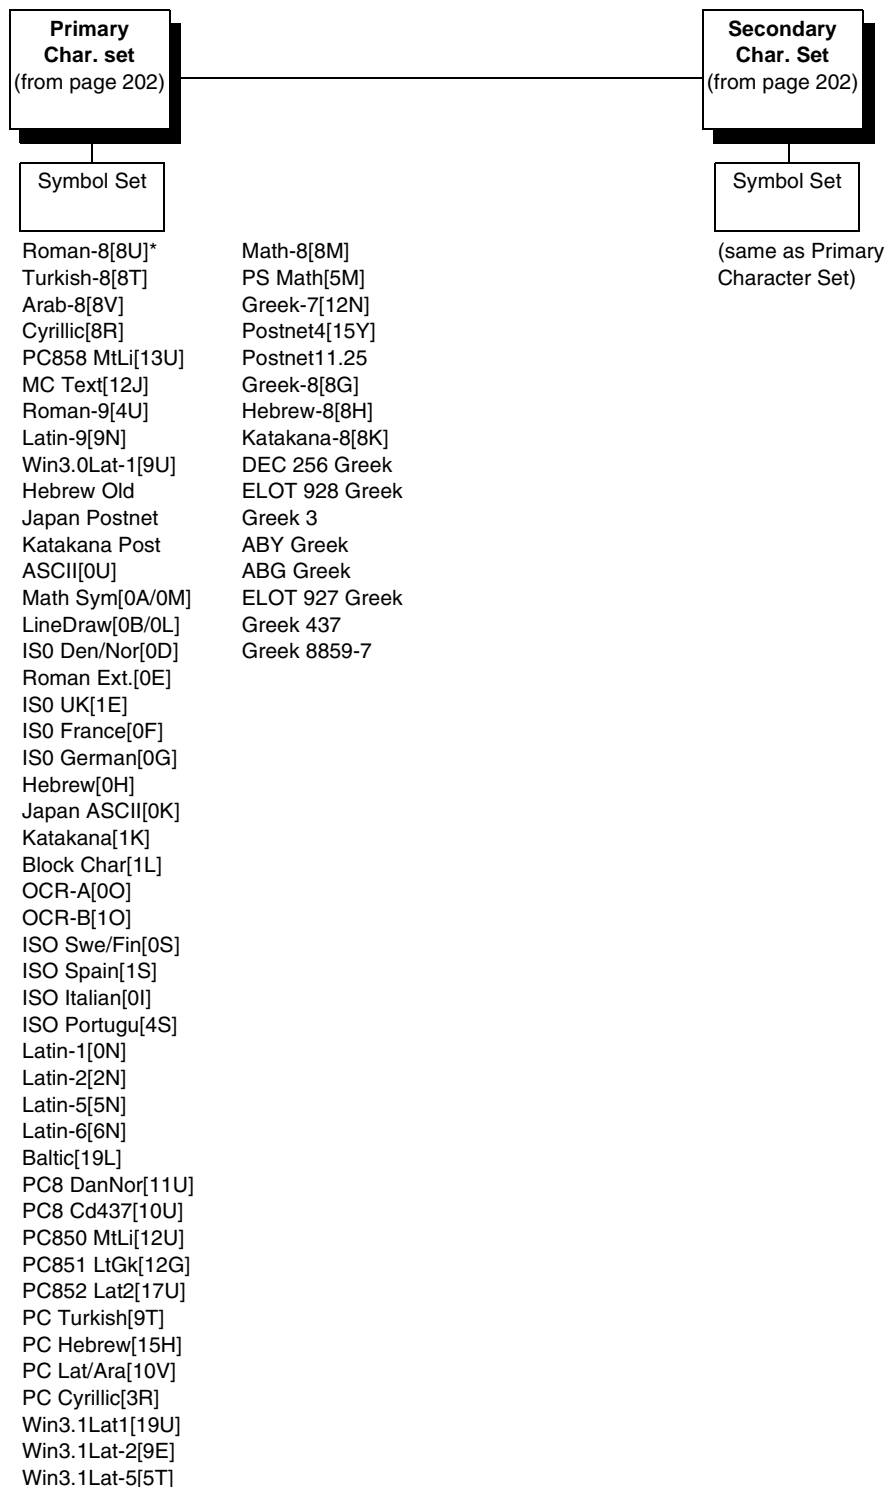 Primary
Char. set
(from page 202)
Secondary
Char. Set
(from page 202)
Symbol Set
Symbol Set
Roman-8[8U]*
Turkish-8[8T]
Arab-8[8V]
Cyrillic[8R]
PC858 MtLi[13U]
MC Text[12J]
Roman-9[4U]
Latin-9[9N]
Win3.0Lat-1[9U]
Hebrew Old
Japan Postnet
Katakana Post
ASCII[0U]
Math Sym[0A/0M]
LineDraw[0B/0L]
IS0 Den/Nor[0D]
Roman Ext.[0E]
IS0 UK[1E]
IS0 France[0F]
IS0 German[0G]
Hebrew[0H]
Japan ASCII[0K]
Katakana[1K]
Block Char[1L]
OCR-A[0O]
OCR-B[1O]
ISO Swe/Fin[0S]
ISO Spain[1S]
ISO Italian[0I]
ISO Portugu[4S]
Latin-1[0N]
Latin-2[2N]
Latin-5[5N]
Latin-6[6N]
Baltic[19L]
PC8 DanNor[11U]
PC8 Cd437[10U]
PC850 MtLi[12U]
PC851 LtGk[12G]
PC852 Lat2[17U]
PC Turkish[9T]
PC Hebrew[15H]
PC Lat/Ara[10V]
PC Cyrillic[3R]
Win3.1Lat1[19U]
Win3.1Lat-2[9E]
Win3.1Lat-5[5T]
Math-8[8M]
PS Math[5M]
Greek-7[12N]
Postnet4[15Y]
Postnet11.25
Greek-8[8G]
Hebrew-8[8H]
Katakana-8[8K]
DEC 256 Greek
ELOT 928 Greek
Greek 3
ABY Greek
ABG Greek
ELOT 927 Greek
Greek 437
Greek 8859-7
(same as Primary
Character Set)